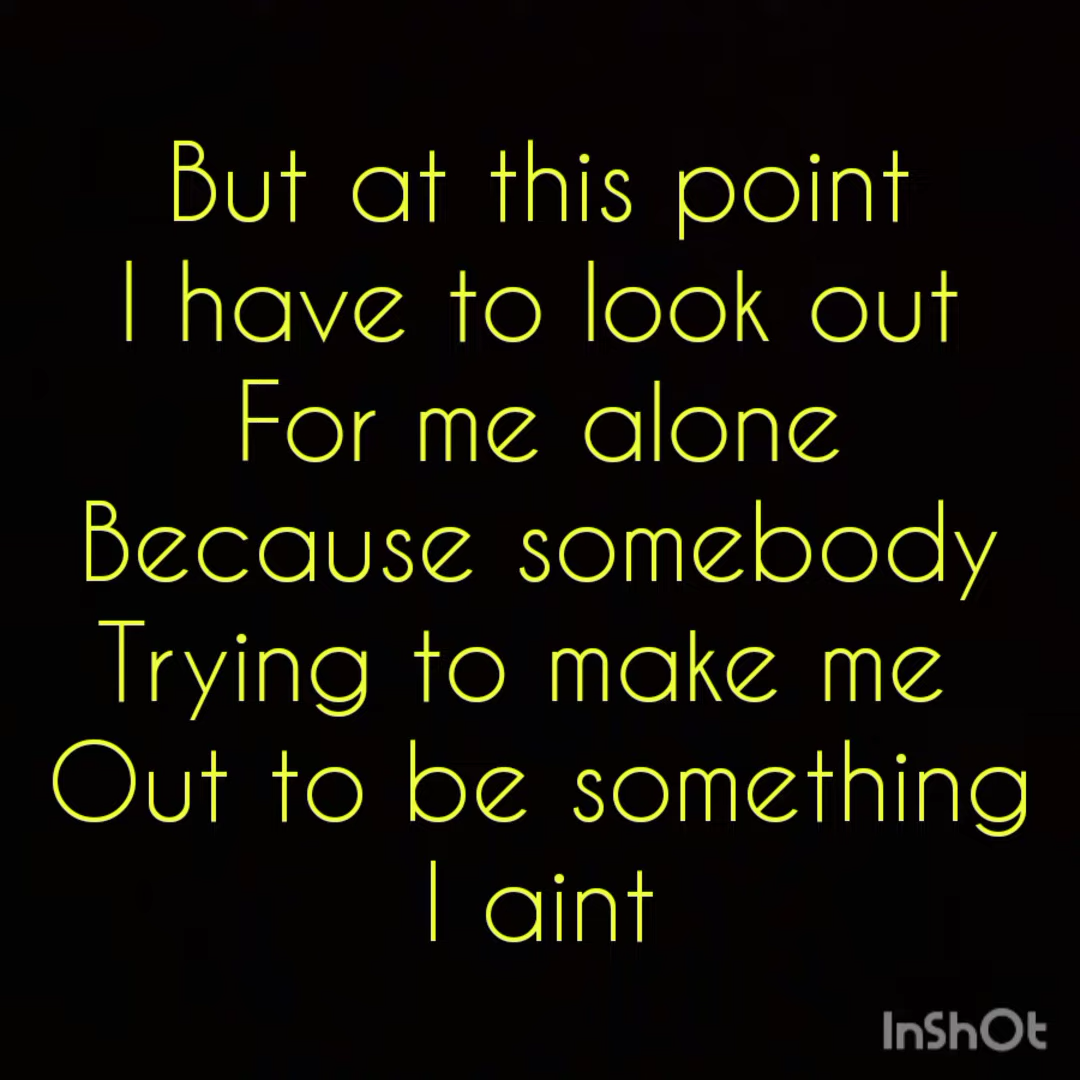 But at this point
I have to look out
For me alone
Because somebody
Trying to make me
Out to be something
I aint
InShOt